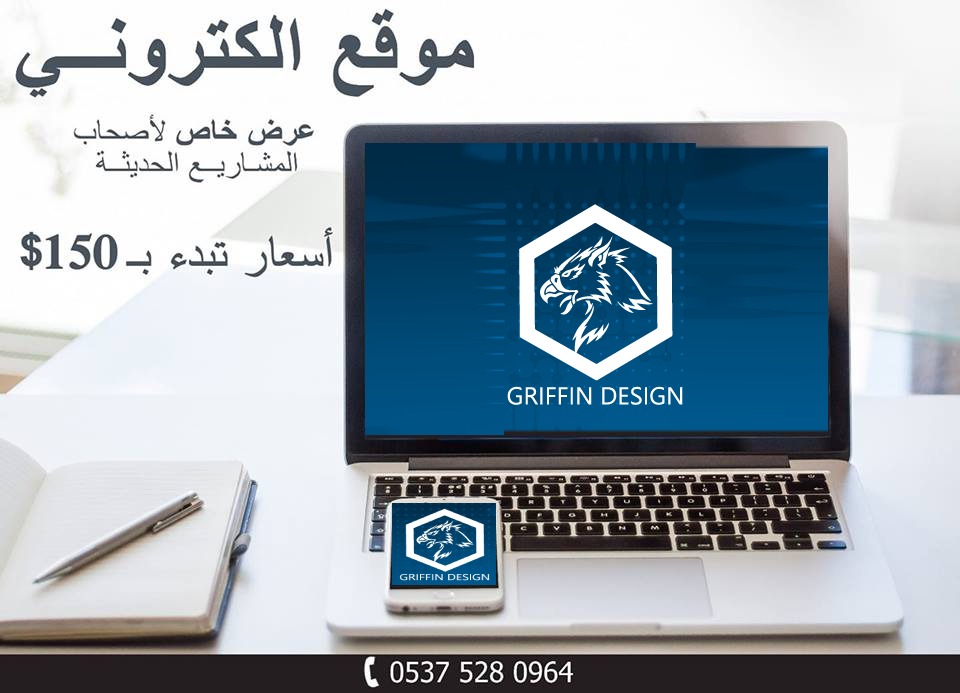 موقع الكتروني
عرض خاص لأصحاب
المشاريع الحديثة
أسعار تبدء بـ 150$
GRIFFIN DESIGN
GRIFFIN DESIGN
0537 528 0964